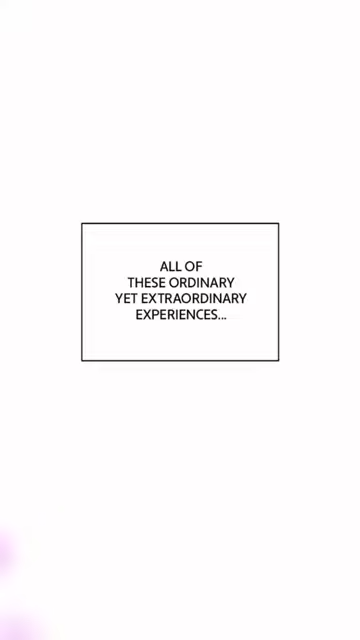 ALL OF
THESE ORDINARY
YET EXTRAORDINARY
EXPERIENCES...